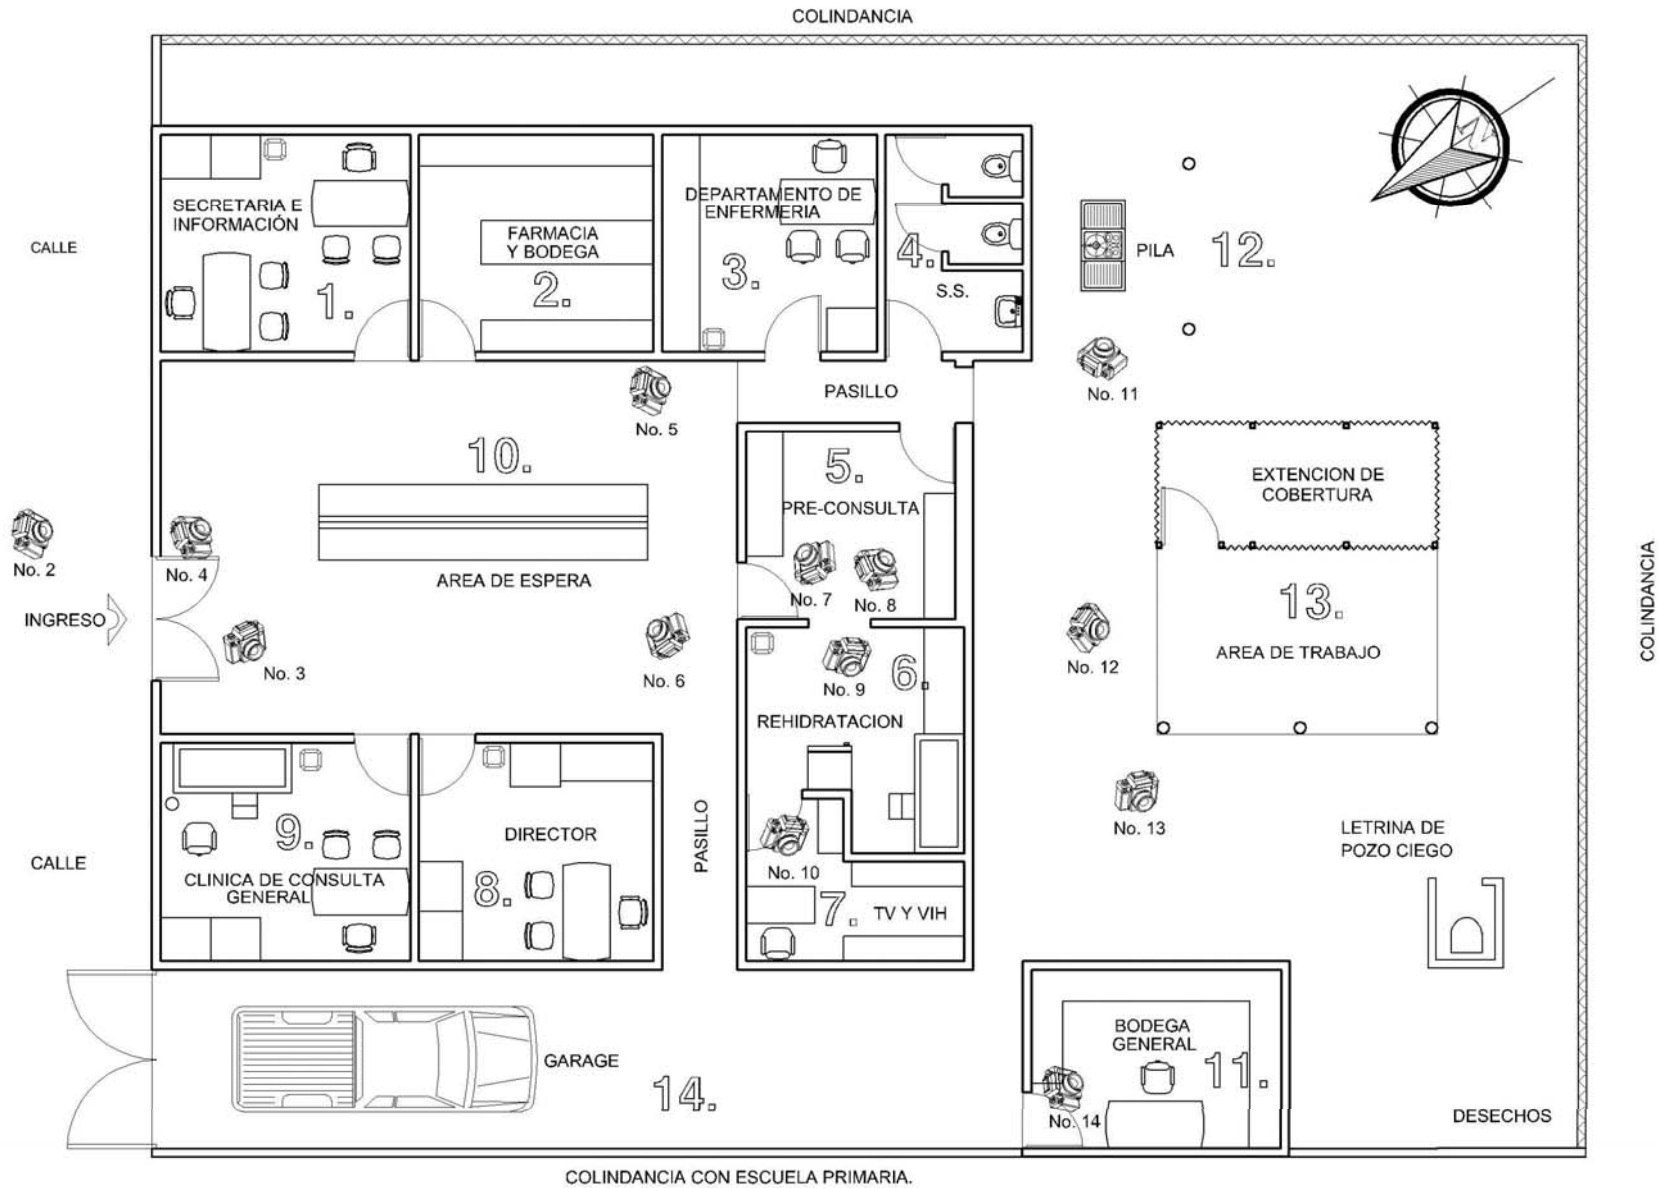 COLINDANCIA
SECRETARIA E
INFORMACIÓN
1.
FARMACIA
Y BODEGA
2.
DEPARTAMENTO DE
ENFERMERIA
3.
4.
S.S.
PILA
12.
N
CALLE
No. 11
PASILLO
No. 5
10.
5.
PRE-CONSULTA
EXTENCION DE
COBERTURA
No. 2
No. 4
AREA DE ESPERA
No. 7
No. 8
INGRESO
No. 3
No. 6
No. 9
6.
REHIDRATACION
No. 12
13.
AREA DE TRABAJO
COLINDANCIA
CALLE
9.
CLINICA DE CONSULTA
GENERAL
DIRECTOR
8.
PASILLO
No. 10
7.
TV Y VIH
No. 13
LETRINA DE
POZO CIEGO
GARAGE
14.
BODEGA
GENERAL
11.
No. 14
DESECHOS
COLINDANCIA CON ESCUELA PRIMARIA.